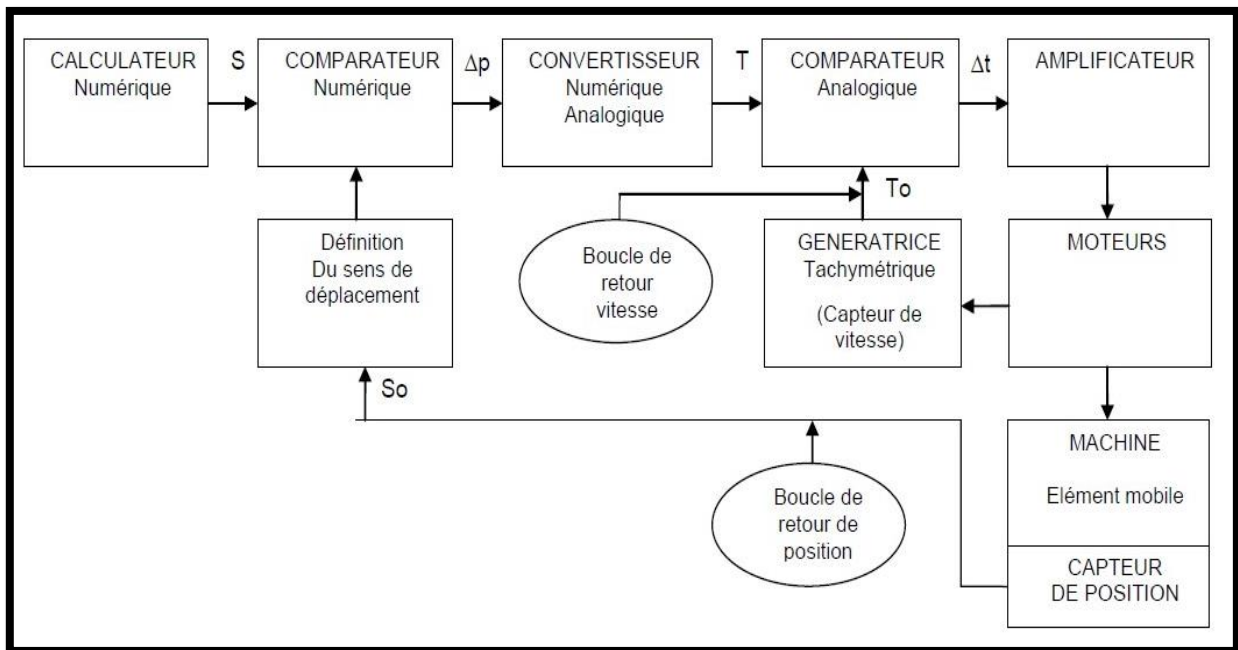 CALCULATEUR
Numérique
S
COMPARATEUR
Numérique
Δp
CONVERTISSEUR
Numérique
Analogique
T
COMPARATEUR
Analogique
Δt
AMPLIFICATEUR
To
Définition
Du sens de
déplacement
Boucle de
retour
vitesse
GENERATRICE
Tachymétrique
(Capteur de
vitesse)
MOTEURS
So
Boucle de
retour de
position
MACHINE
Elément mobile
CAPTEUR
DE POSITION